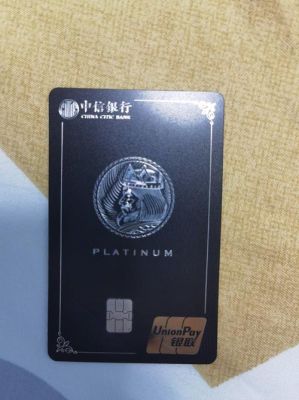 中信银行
CHINA CITIC BANK
PLATINUM
UnionPay
银联